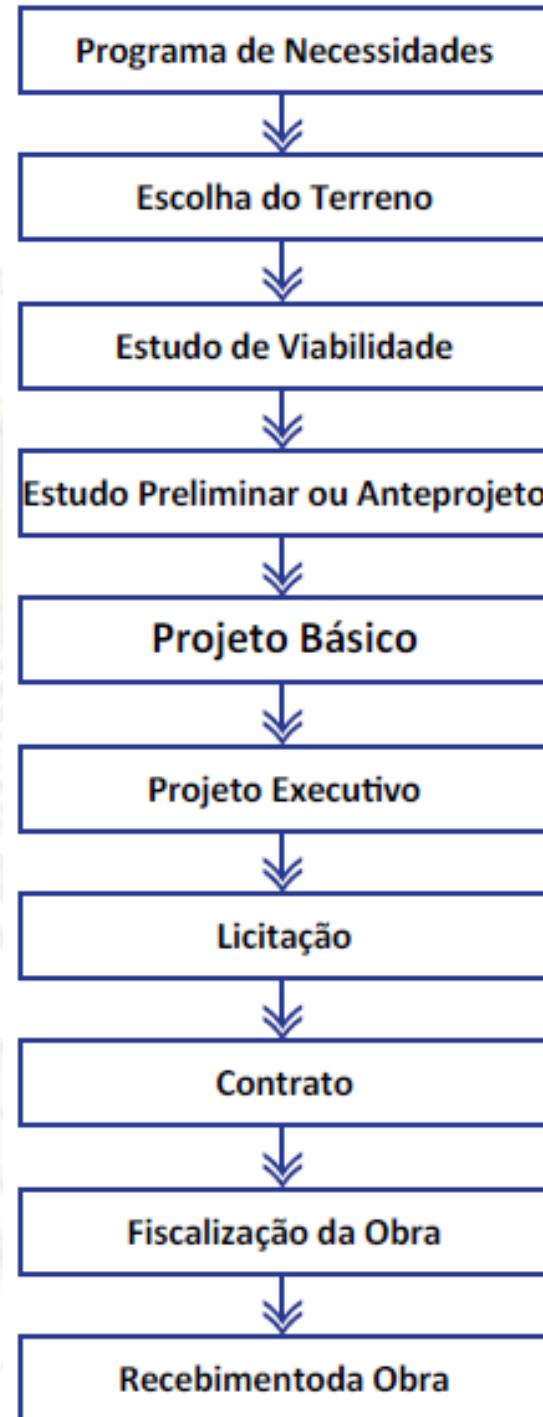 Programa de Necessidades
Escolha do Terreno
Estudo de Viabilidade
Estudo Preliminar ou Anteprojeto
Projeto Básico
Projeto Executivo
Licitação
Contrato
Fiscalização da Obra
Recebimentoda Obra